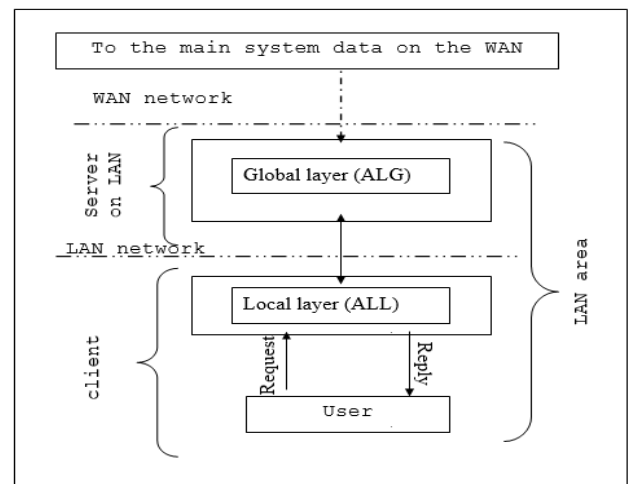 To the main system data on the WAN
WAN network
Server
on LAN
Global layer (ALG)
LAN network
LAN area
Local layer (ALL)
client
Request
Reply
User